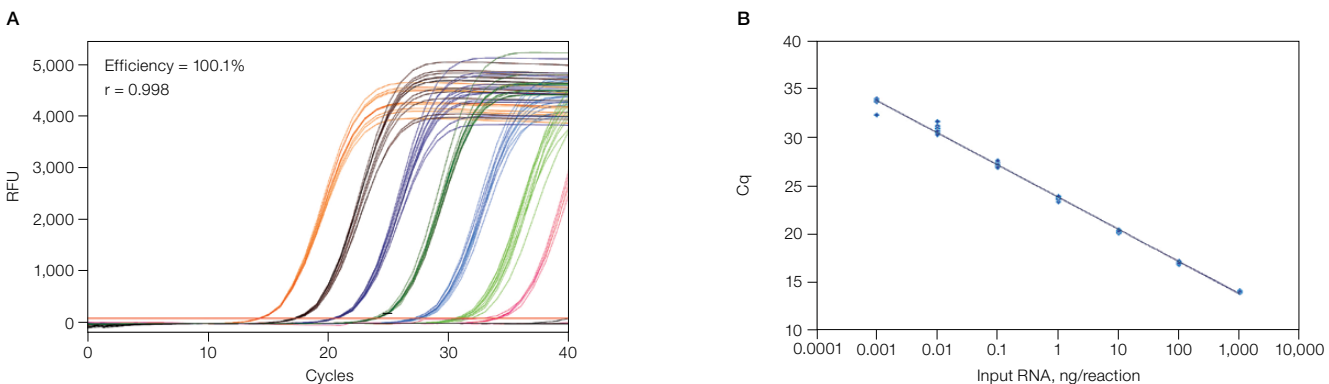 A
Efficiency = 100.1%
r = 0.998
5,000
4,000
3,000
2,000
1,000
0
RFU
0 10 20 30 40
Cycles
B
40
35
30
25
20
15
10
Cq
0.0001 0.001 0.01 0.1 1 10 100 1,000 10,000
Input RNA, ng/reaction